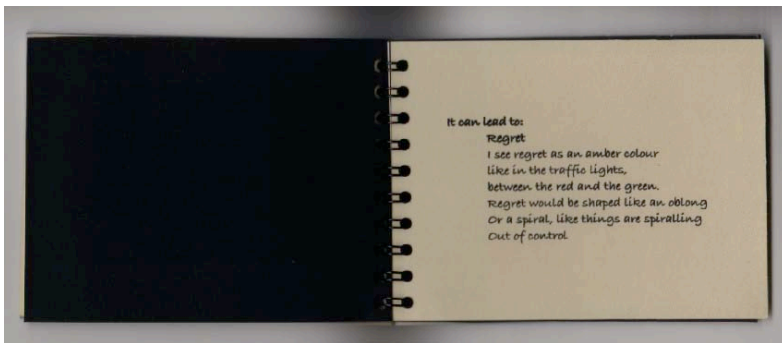 It can lead to:
Regret
I see regret as an amber colour
like in the traffic lights,
between the red and the green.
Regret would be shaped like an oblong
Or a spiral, like things are spiralling
Out of control